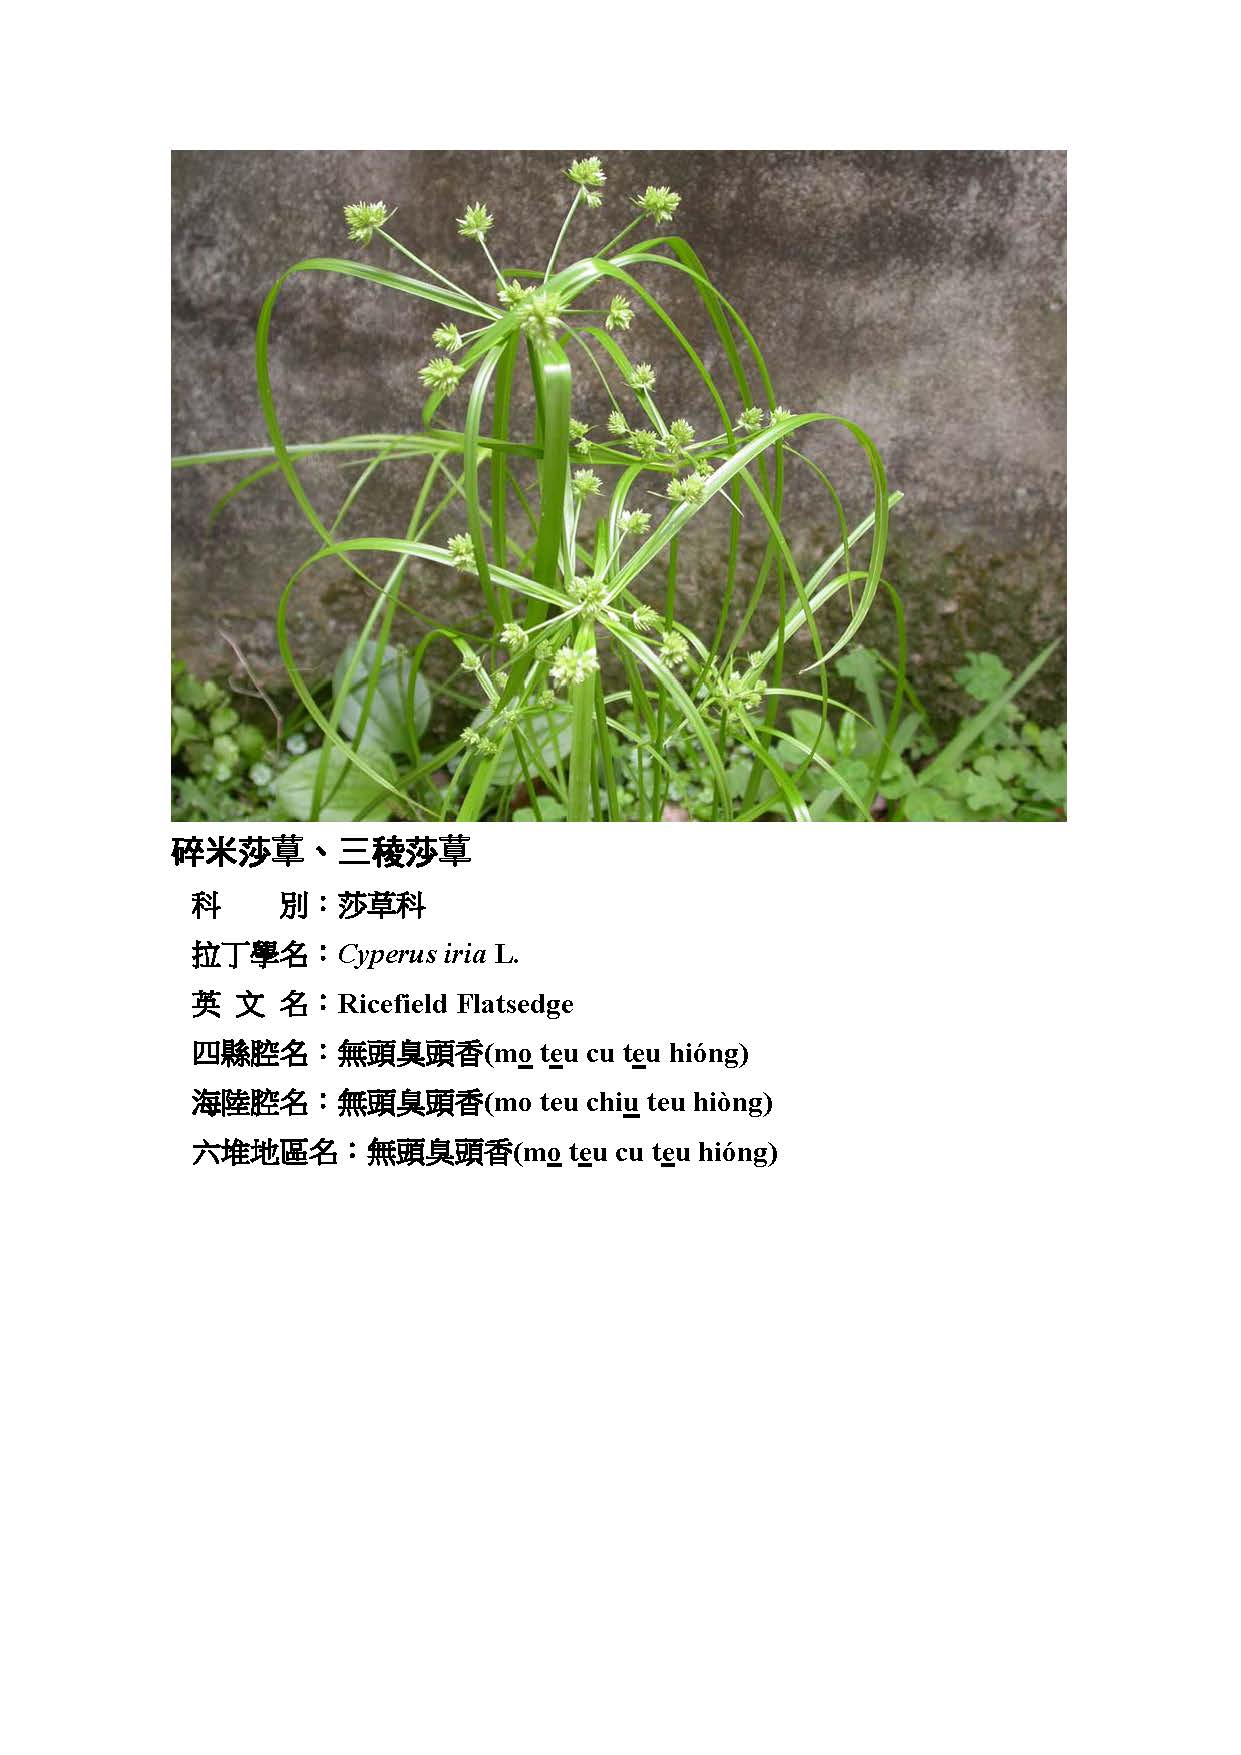 碎米莎草、三稜莎草
科　　別：莎草科
拉丁學名：Cyperus iria L.
英 文 名：Ricefield Flatsedge
四縣腔名：無頭臭頭香(mo teu cu teu hióng)
海陸腔名：無頭臭頭香(mo teu chiu teu hiòng)
六堆地區名：無頭臭頭香(mo teu cu teu hióng)